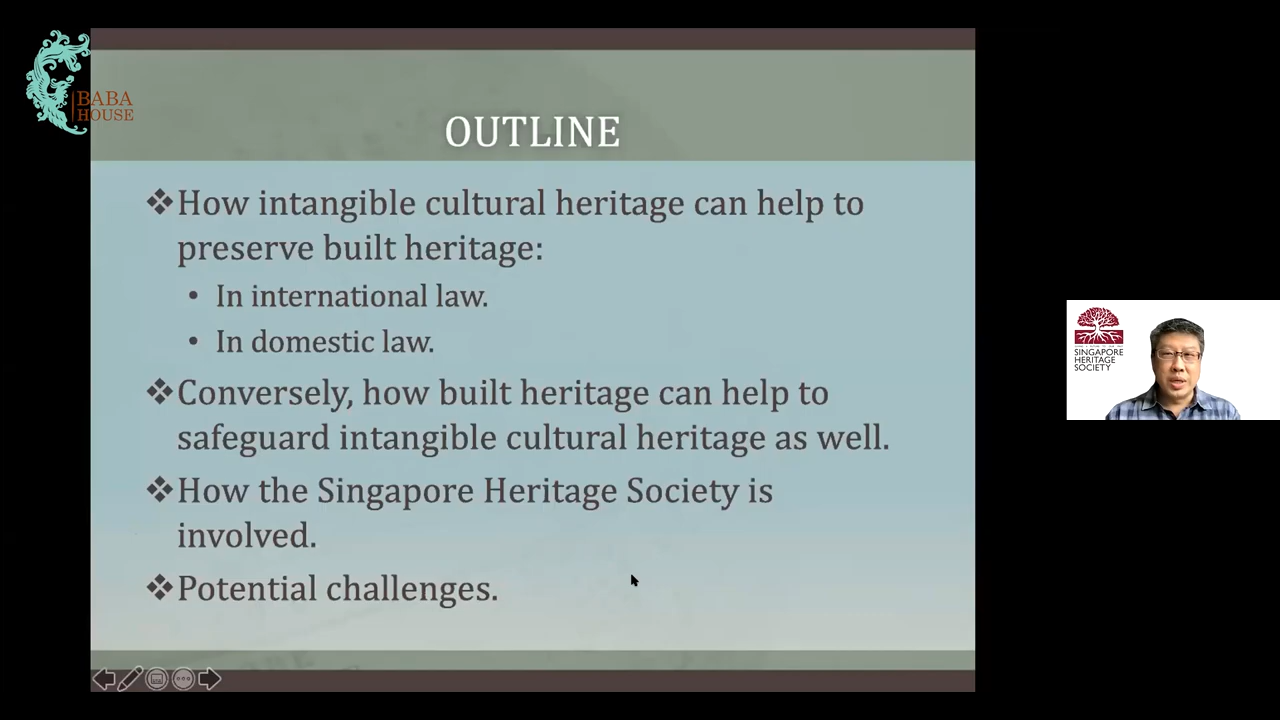 BABA
HOUSE
OUTLINE
❖How intangible cultural heritage can help to
preserve built heritage:
• In international law.
• In domestic law.
❖Conversely, how built heritage can help to
safeguard intangible cultural heritage as well.
❖How the Singapore Heritage Society is
involved.
❖Potential challenges.
SINGAPORE
HERITAGE
SOCIETY